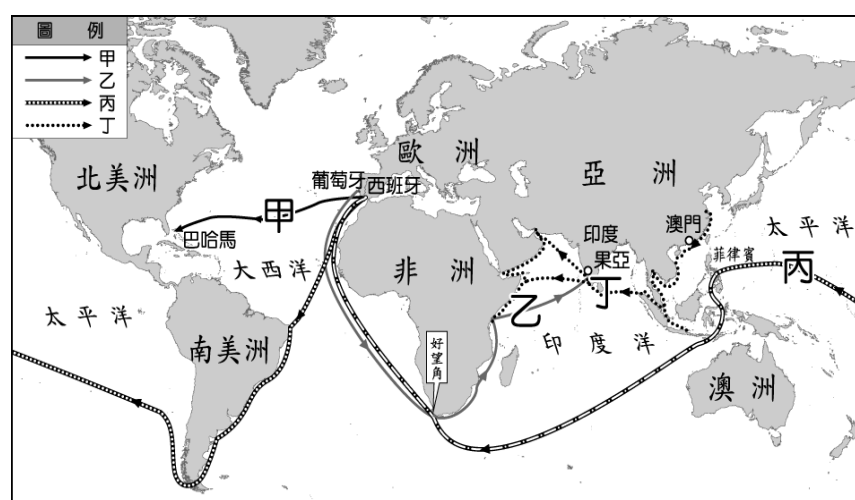 圖 例
甲
乙
丙
丁
北美洲
歐洲
亞洲
葡萄牙
西班牙
甲
巴哈馬
大西洋
非洲
印度
果亞
澳門
太平洋
菲律賓
丙
太平洋
乙
丁
南美洲
印度洋
好望角
澳洲